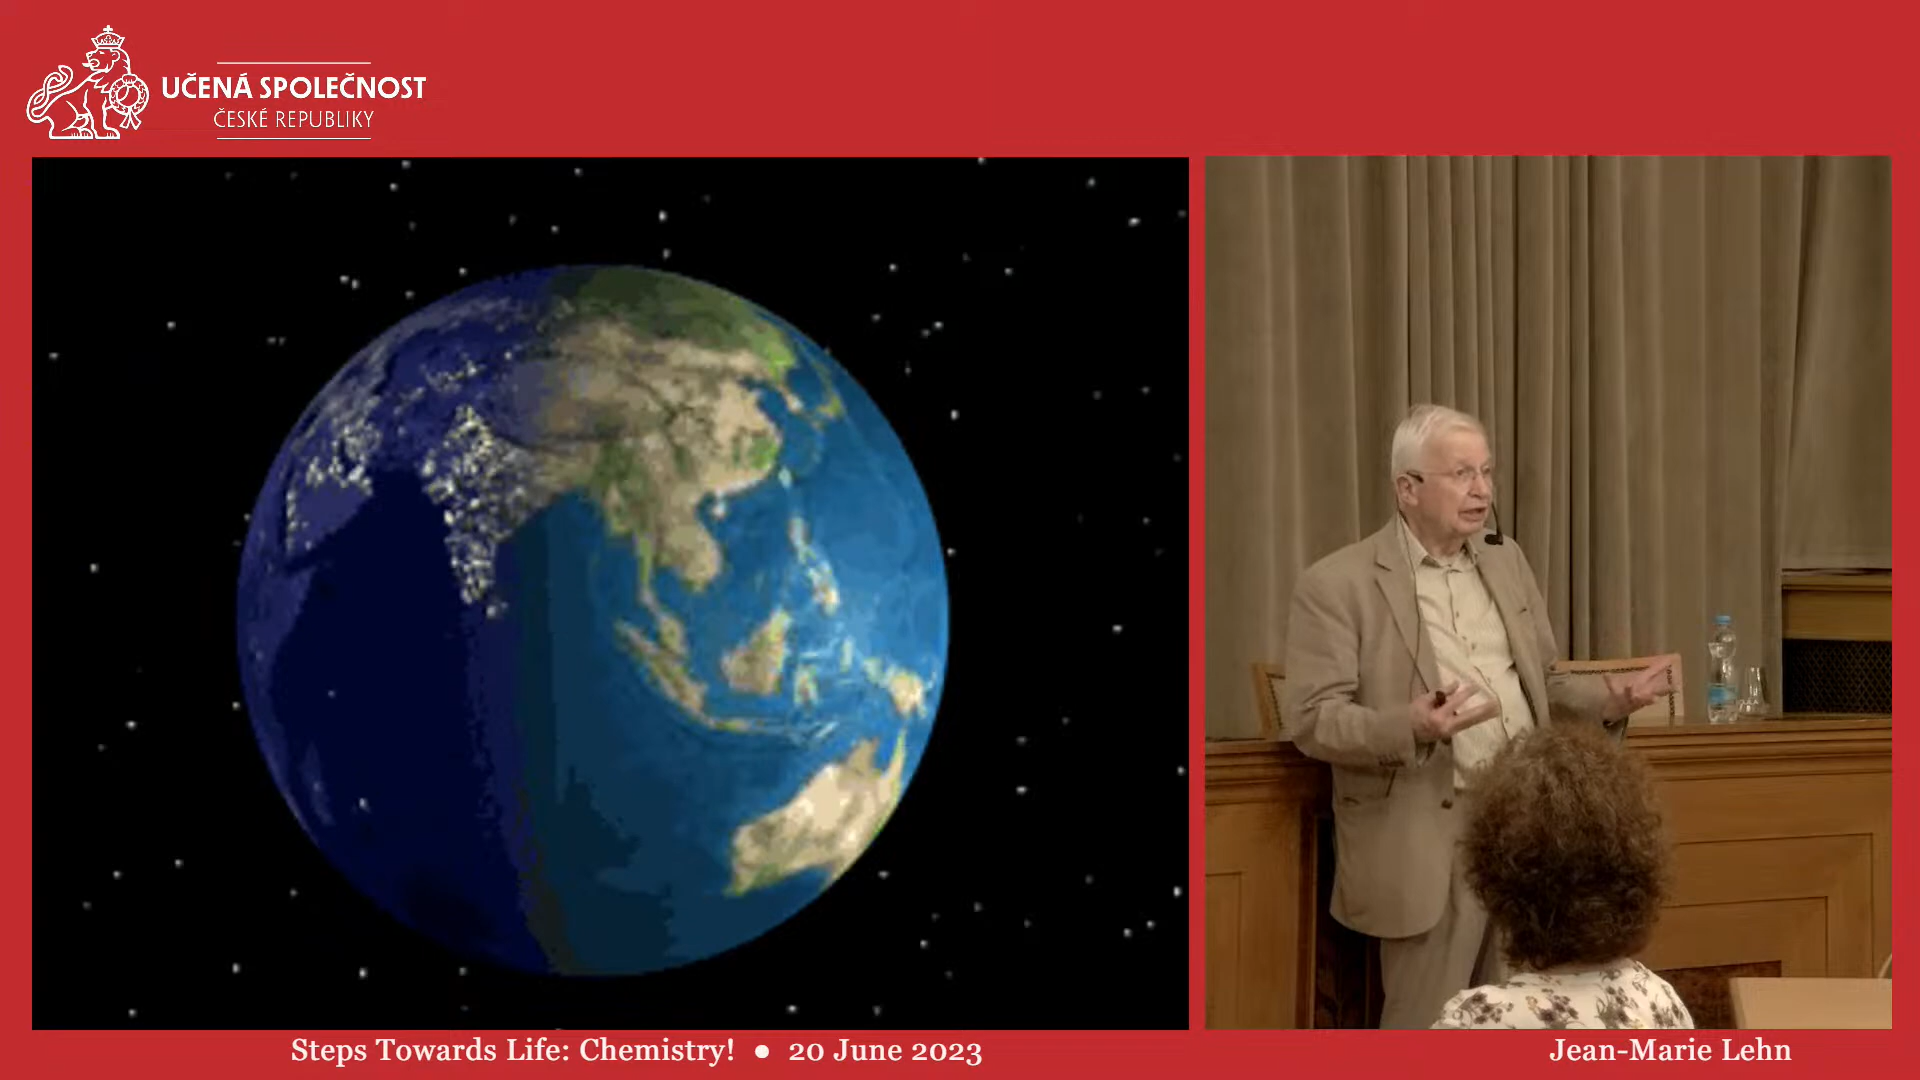 UČENÁ SPOLEČNOST
ČESKÉ REPUBLIKY
Steps Towards Life: Chemistry! ● 20 June 2023
Jean-Marie Lehn